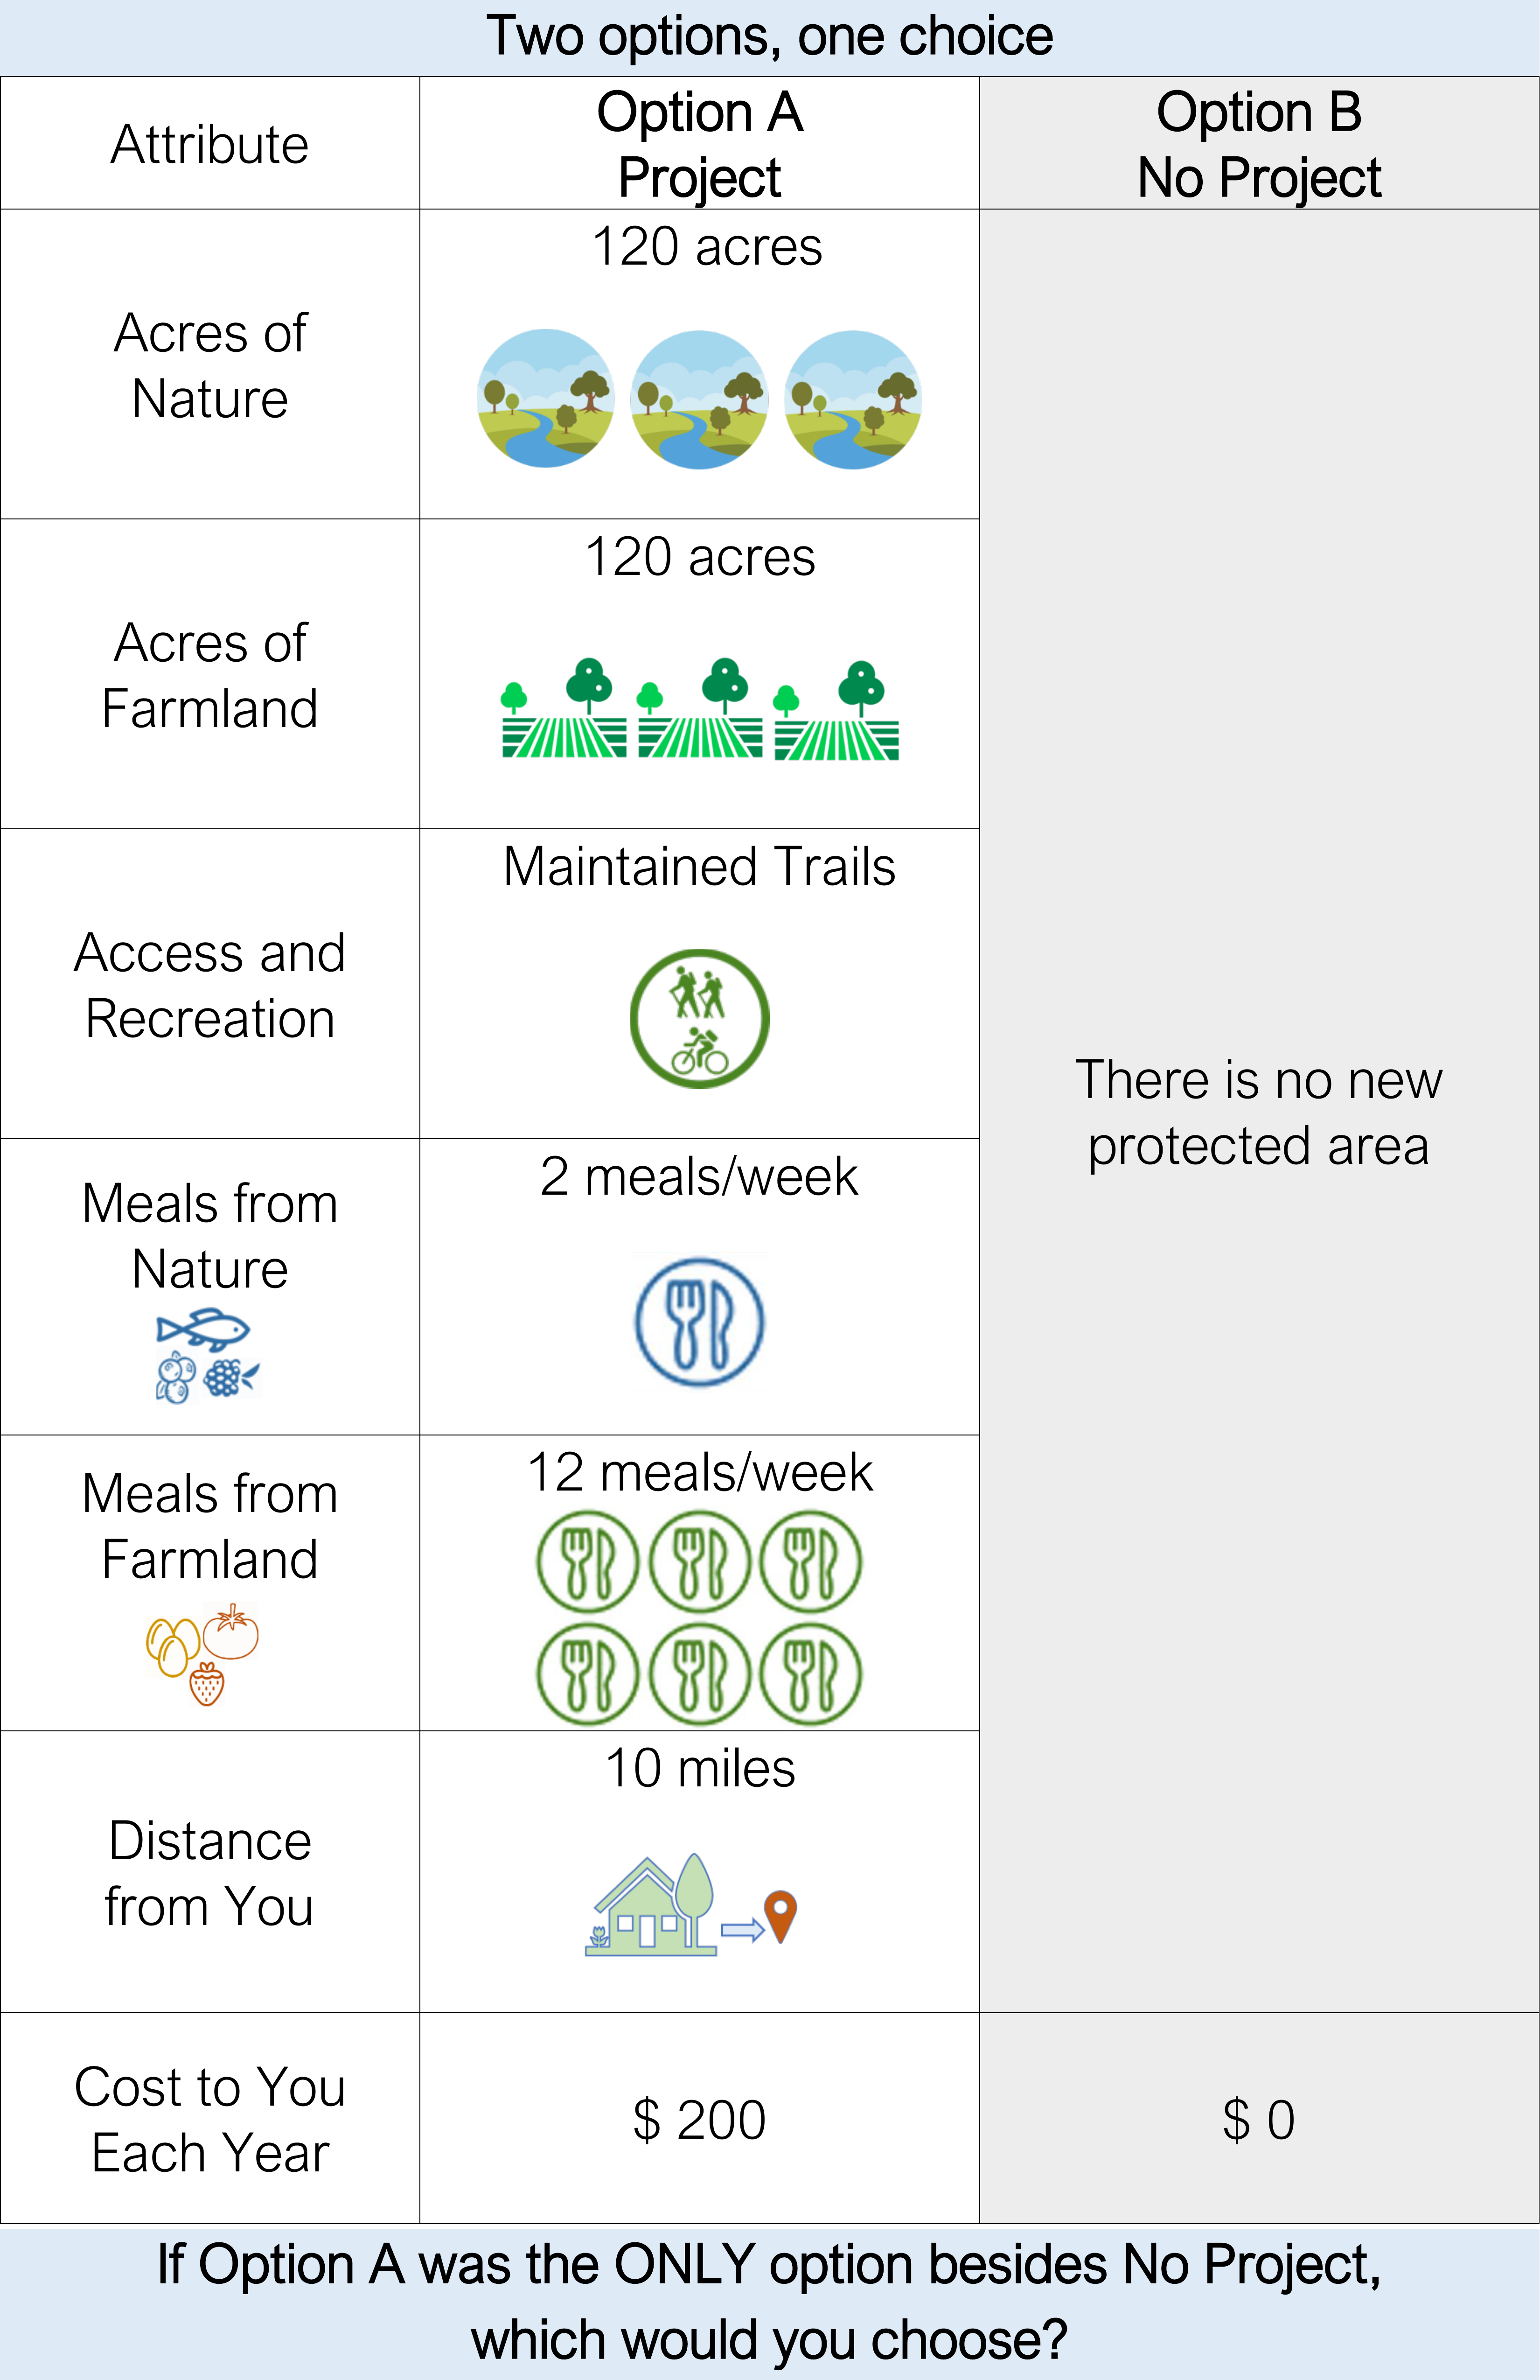 Two options, one choice
Attribute
Option A
Project
Option B
No Project
Acres of
Nature
120 acres
Acres of
Farmland
120 acres
Access and
Recreation
Maintained Trails
There is no new
protected area
Meals from
Nature
2 meals/week
Meals from
Farmland
12 meals/week
Distance
from You
10 miles
Cost to You
Each Year
$ 200
$ 0
If Option A was the ONLY option besides No Project,
which would you choose?